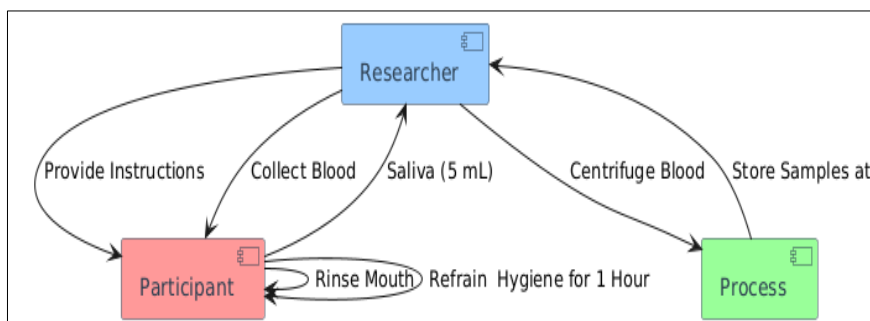 Researcher
Provide Instructions
Collect Blood
Saliva (5 mL)
Centrifuge Blood
Store Samples at
Participant
Rinse Mouth
Refrain  Hygiene for 1 Hour
Process